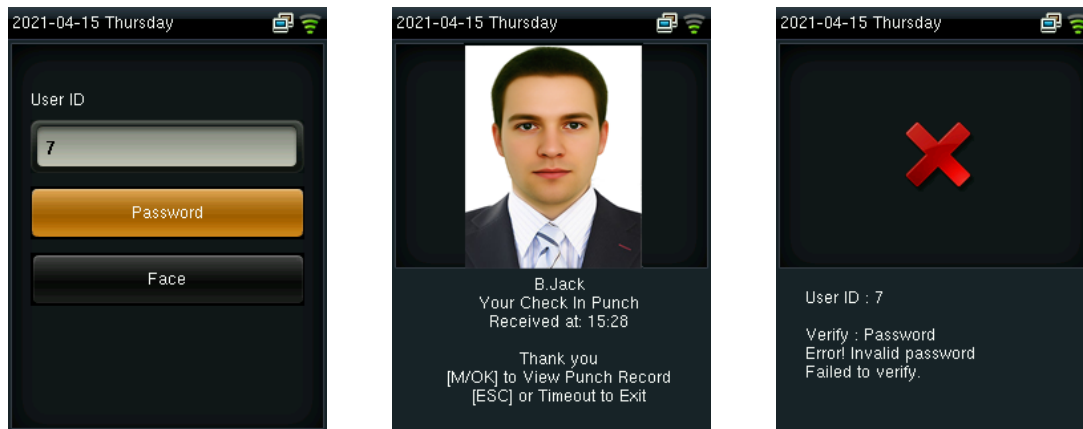 2021-04-15 Thursday
User ID
7
Password
Face
2021-04-15 Thursday
B.Jack
Your Check In Punch
Received at: 15:28
Thank you
[M/OK] to View Punch Record
[ESC] or Timeout to Exit
2021-04-15 Thursday
User ID : 7
Verify : Password
Error! Invalid password
Failed to verify.